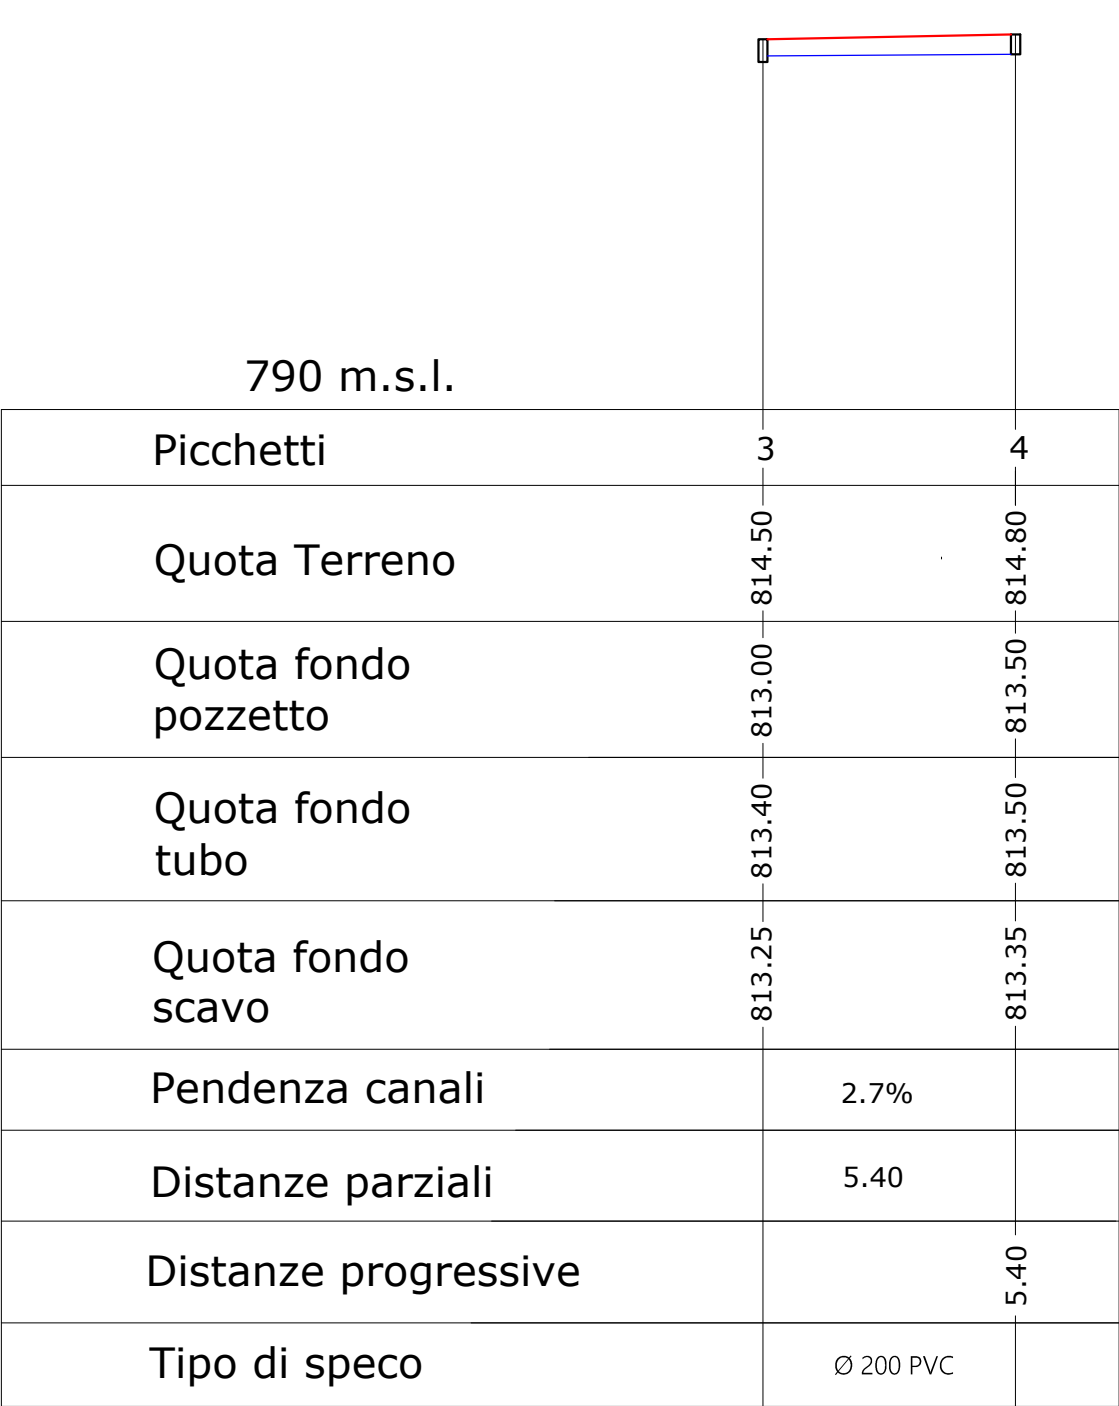 790 m.s.l.
Picchetti
3
4
Quota Terreno
814.50
814.80
Quota fondo
pozzetto
813.00
813.50
Quota fondo
tubo
813.40
813.50
Quota fondo
scavo
813.25
813.35
Pendenza canali
2.7%
Distanze parziali
5.40
Distanze progressive
5.40
Tipo di speco
Ø 200 PVC